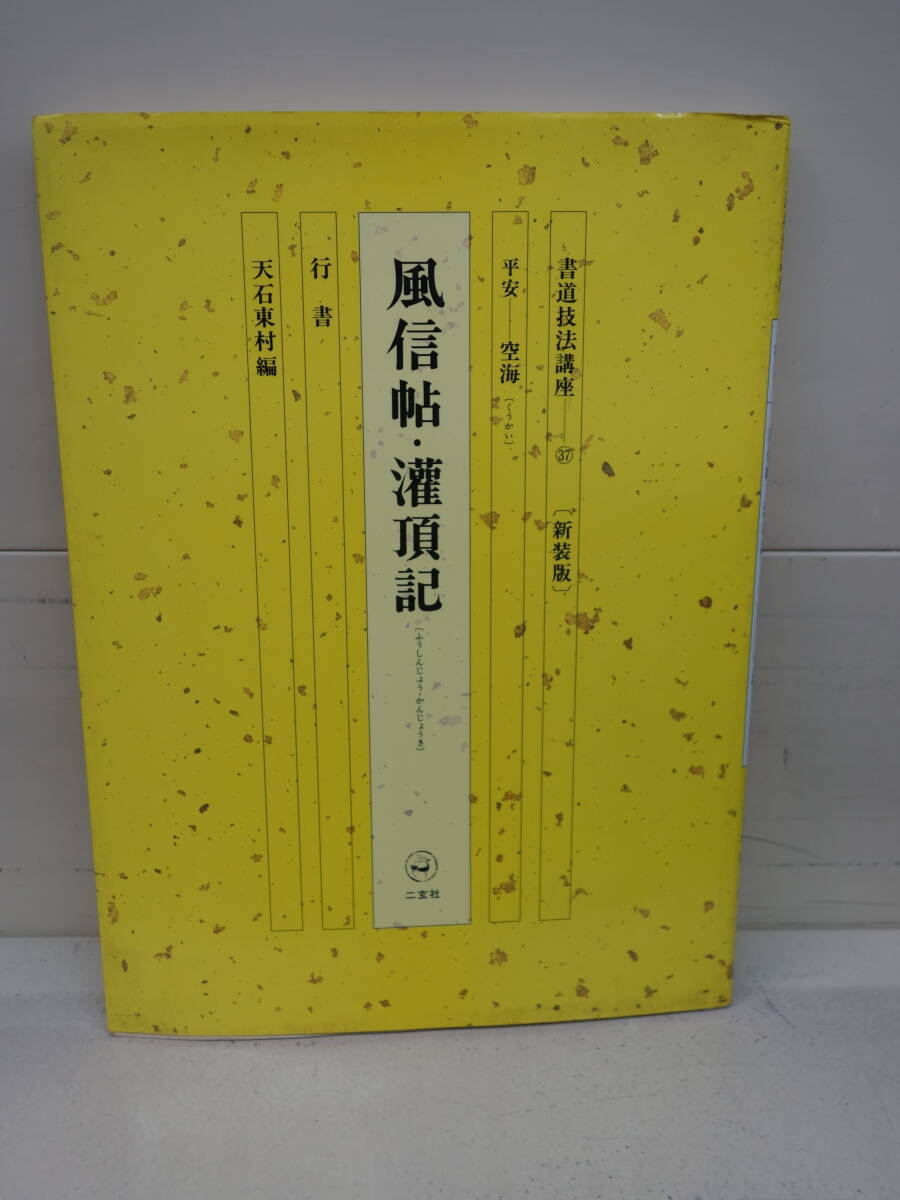 書道技法講座 ㊲ 〔新装版〕
平安――空海〔くうかい〕
風信帖・灌頂記
〔ふうしんじょう・かんじょうき〕
二玄社
行書
天石東村編